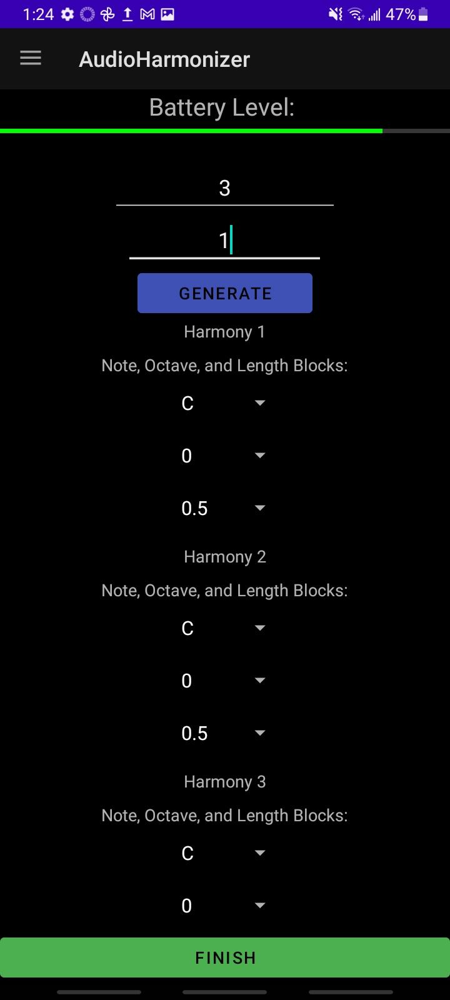 1:24 47%
AudioHarmonizer
Battery Level:
3
1
GENERATE
Harmony 1
Note, Octave, and Length Blocks:
C
0
0.5
Harmony 2
Note, Octave, and Length Blocks:
C
0
0.5
Harmony 3
Note, Octave, and Length Blocks:
C
0
FINISH